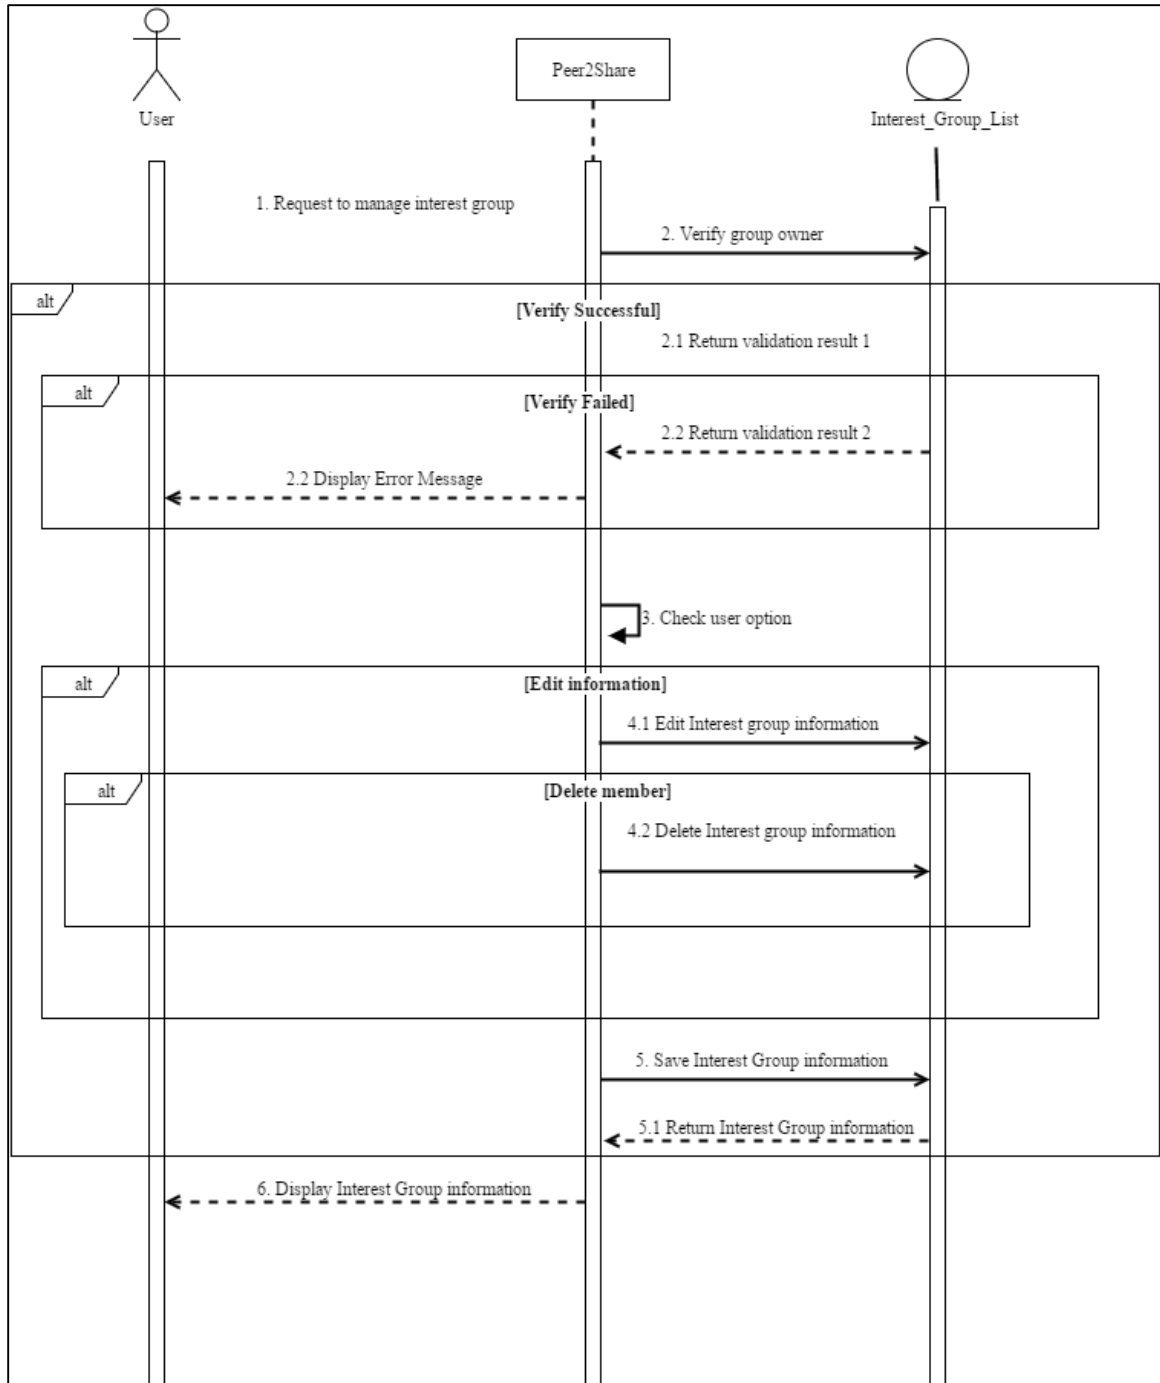 Peer2Share
User
Interest_Group_List
1. Request to manage interest group
2. Verify group owner
alt
[Verify Successful]
2.1 Return validation result 1
alt
[Verify Failed]
2.2 Return validation result 2
2.2 Display Error Message
3. Check user option
alt
[Edit information]
4.1 Edit Interest group information
alt
[Delete member]
4.2 Delete Interest group information
5. Save Interest Group information
5.1 Return Interest Group information
6. Display Interest Group information